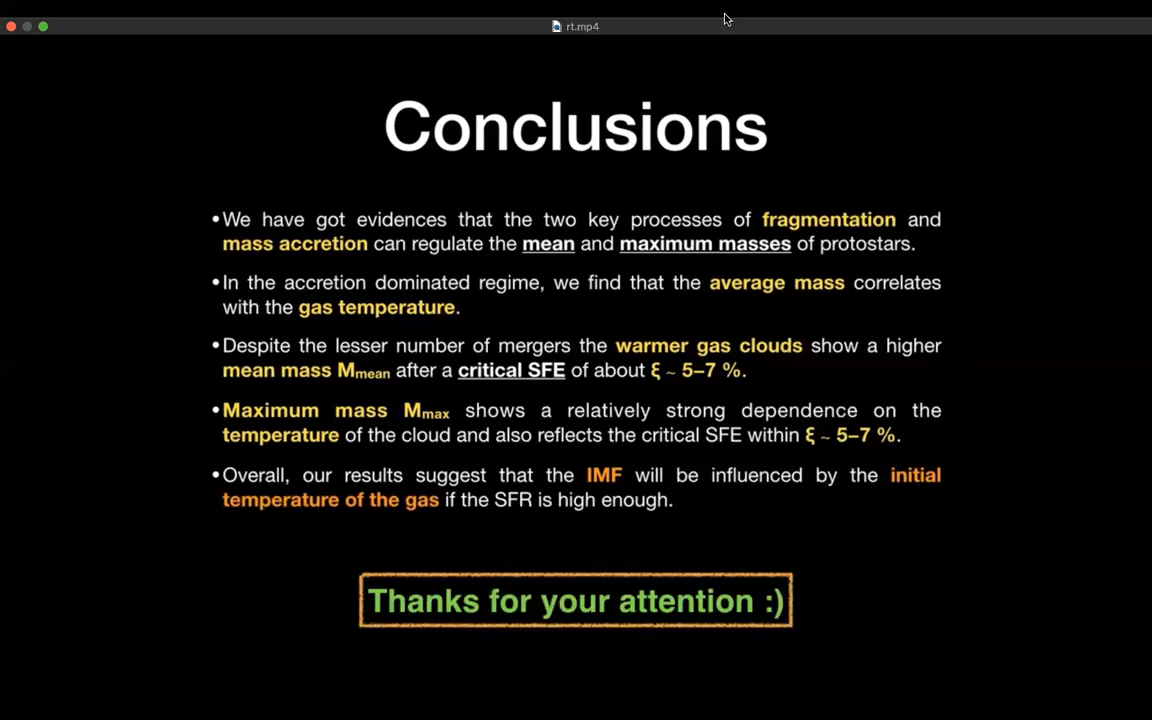 rt.mp4
Conclusions
•We have got evidences that the two key processes of fragmentation and
mass accretion can regulate the mean and maximum masses of protostars.
•In the accretion dominated regime, we find that the average mass correlates
with the gas temperature.
•Despite the lesser number of mergers the warmer gas clouds show a higher
mean mass Mmean after a critical SFE of about ξ ~ 5–7 %.
•Maximum mass Mmax shows a relatively strong dependence on the
temperature of the cloud and also reflects the critical SFE within ξ ~ 5–7 %.
•Overall, our results suggest that the IMF will be influenced by the initial
temperature of the gas if the SFR is high enough.
Thanks for your attention :)